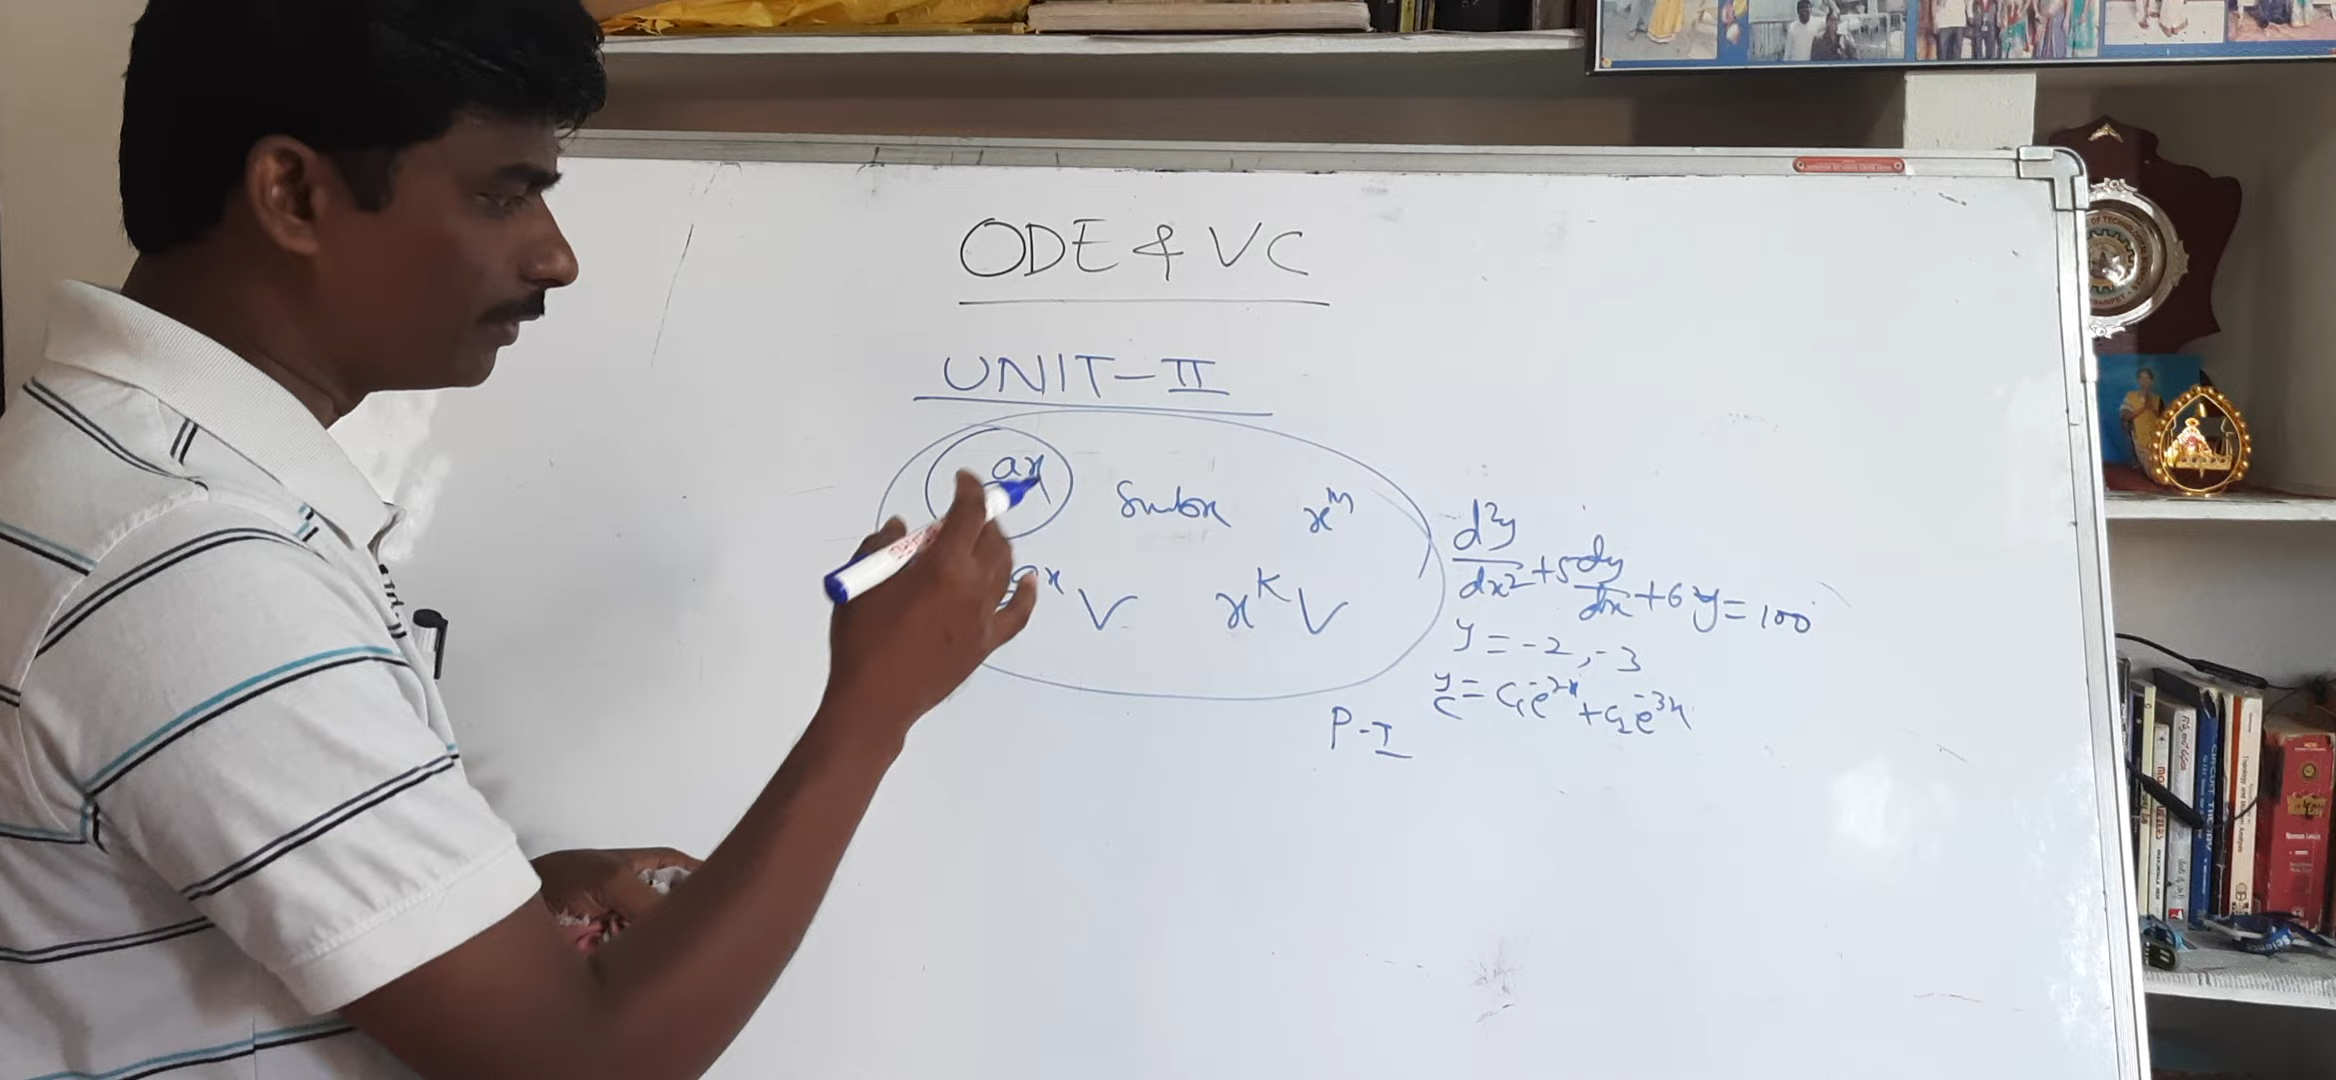 ODE & VC
UNIT-II
ax sinbx x^m
ax V x^k V
d²y/dx² + 5 dy/dx + 6y = 100
y = -2, -3
y_c = c₁e^-2x + c₂e^-3x
P-I